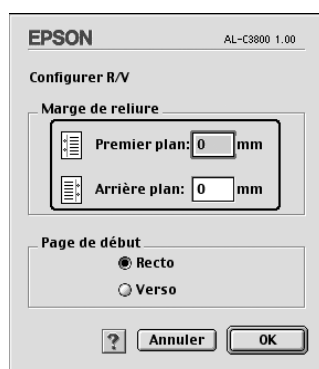 EPSON AL-C3800 1.00
Configurer R/V
Marge de reliure
Premier plan: 0 mm
Arrière plan: 0 mm
Page de début
Recto
Verso
? Annuler OK